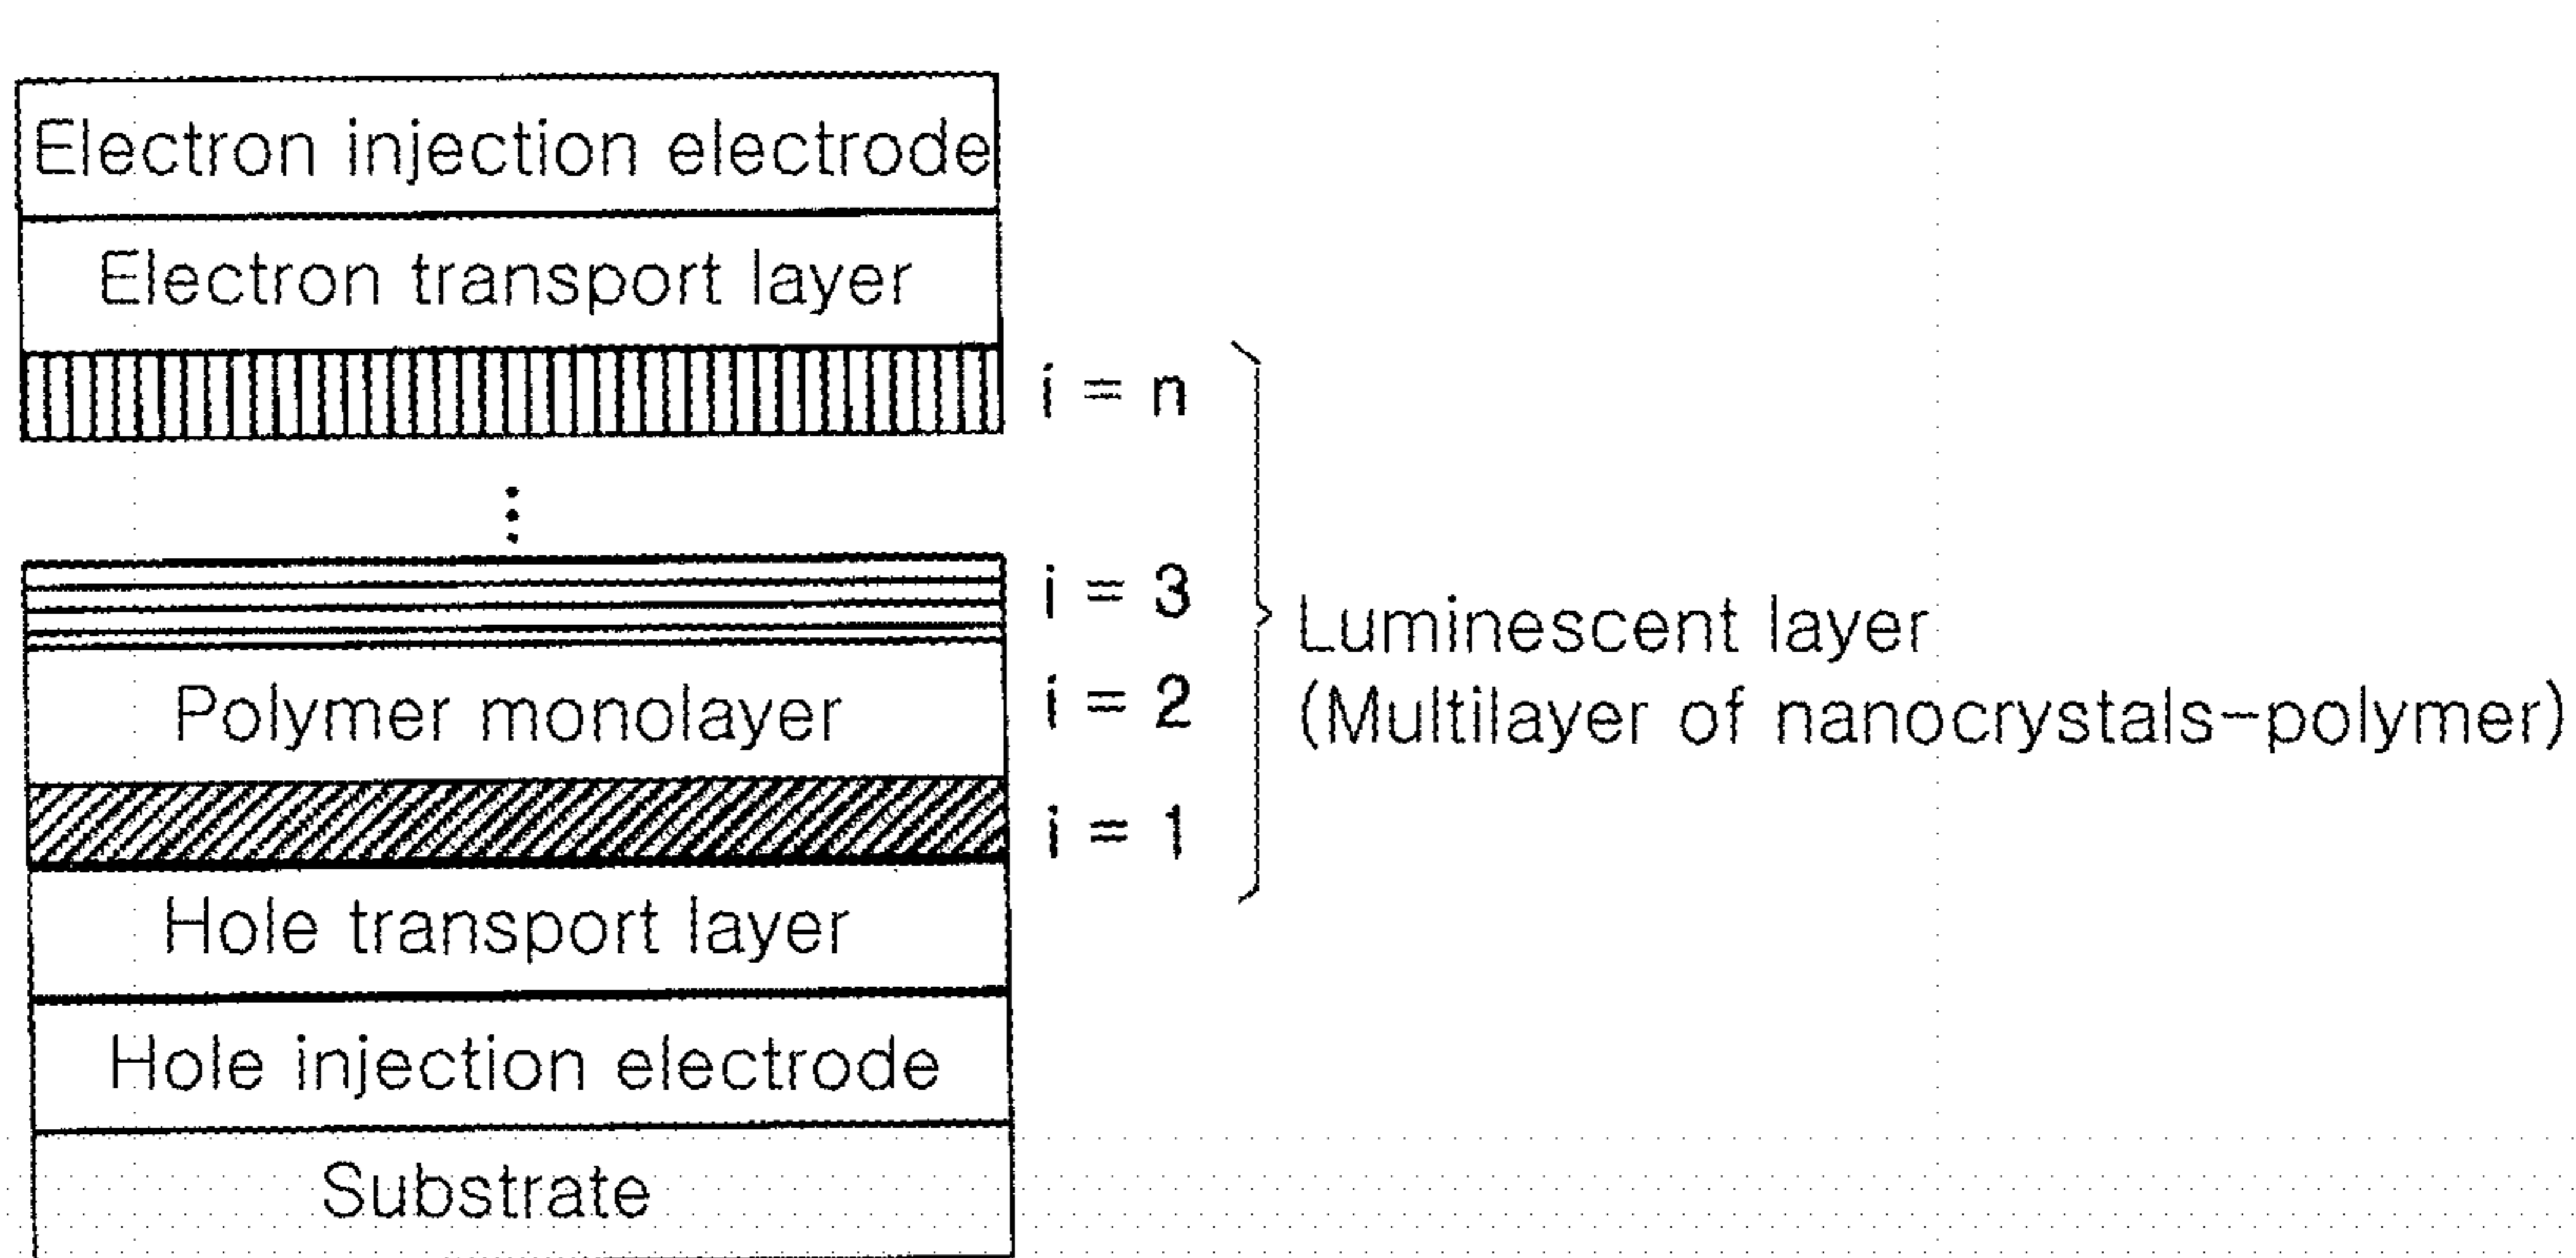 Electron injection electrode
Electron transport layer
i = n
⋮
i = 3
Luminescent layer
Polymer monolayer
i = 2
(Multilayer of nanocrystals-polymer)
i = 1
Hole transport layer
Hole injection electrode
Substrate